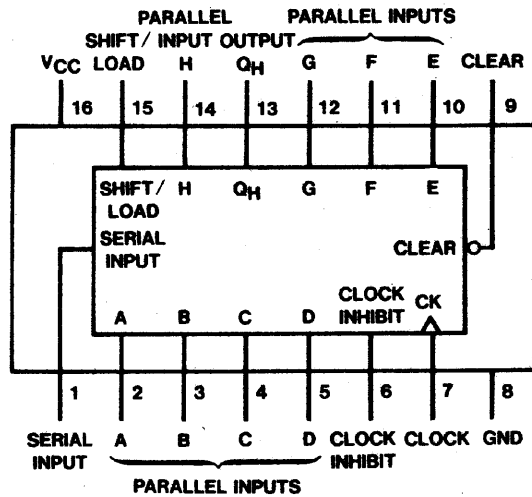 PARALLEL PARALLEL INPUTS
SHIFT/ INPUT OUTPUT
VCC LOAD H QH G F E CLEAR
16 15 14 13 12 11 10 9
SHIFT/ H QH G F E
LOAD
SERIAL
INPUT
CLEAR
CLOCK CK
INHIBIT
A B C D
1 2 3 4 5 6 7 8
SERIAL A B C D CLOCK CLOCK GND
INPUT INHIBIT
PARALLEL INPUTS